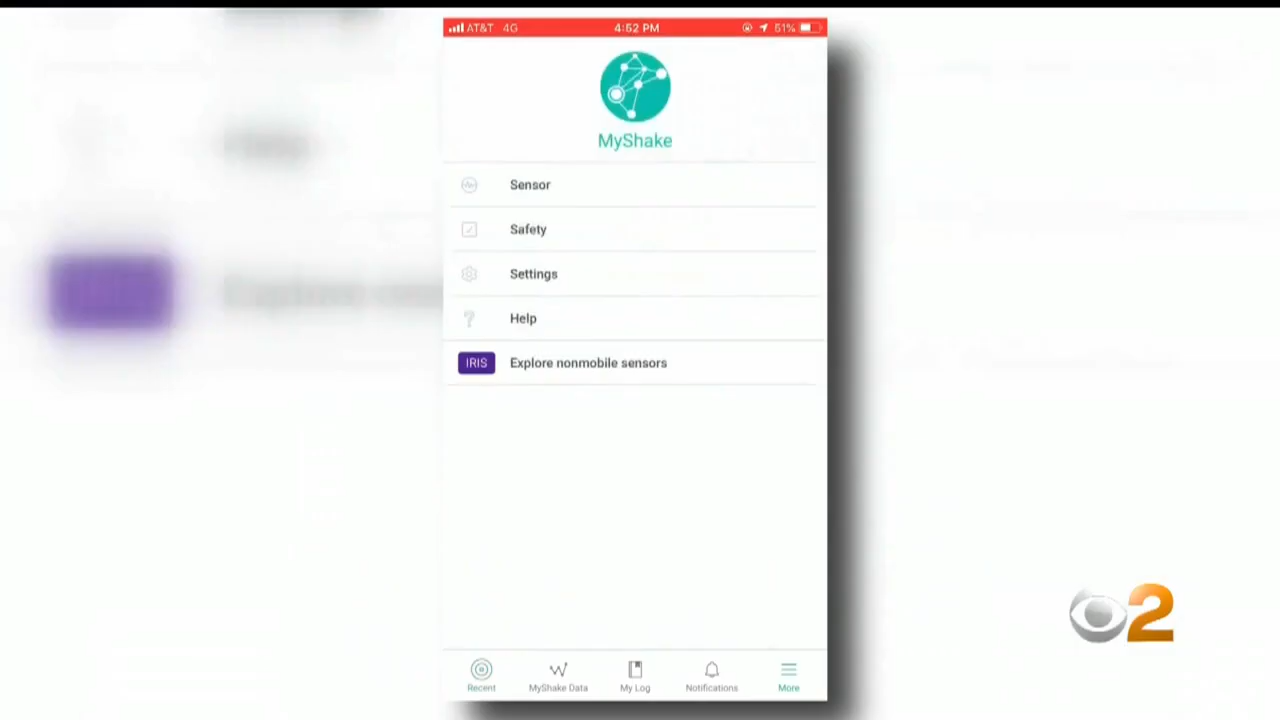 AT&T 4G 4:52 PM 51%
MyShake
Sensor
Safety
Settings
Help
IRIS Explore nonmobile sensors
Recent MyShake Data My Log Notifications More
2